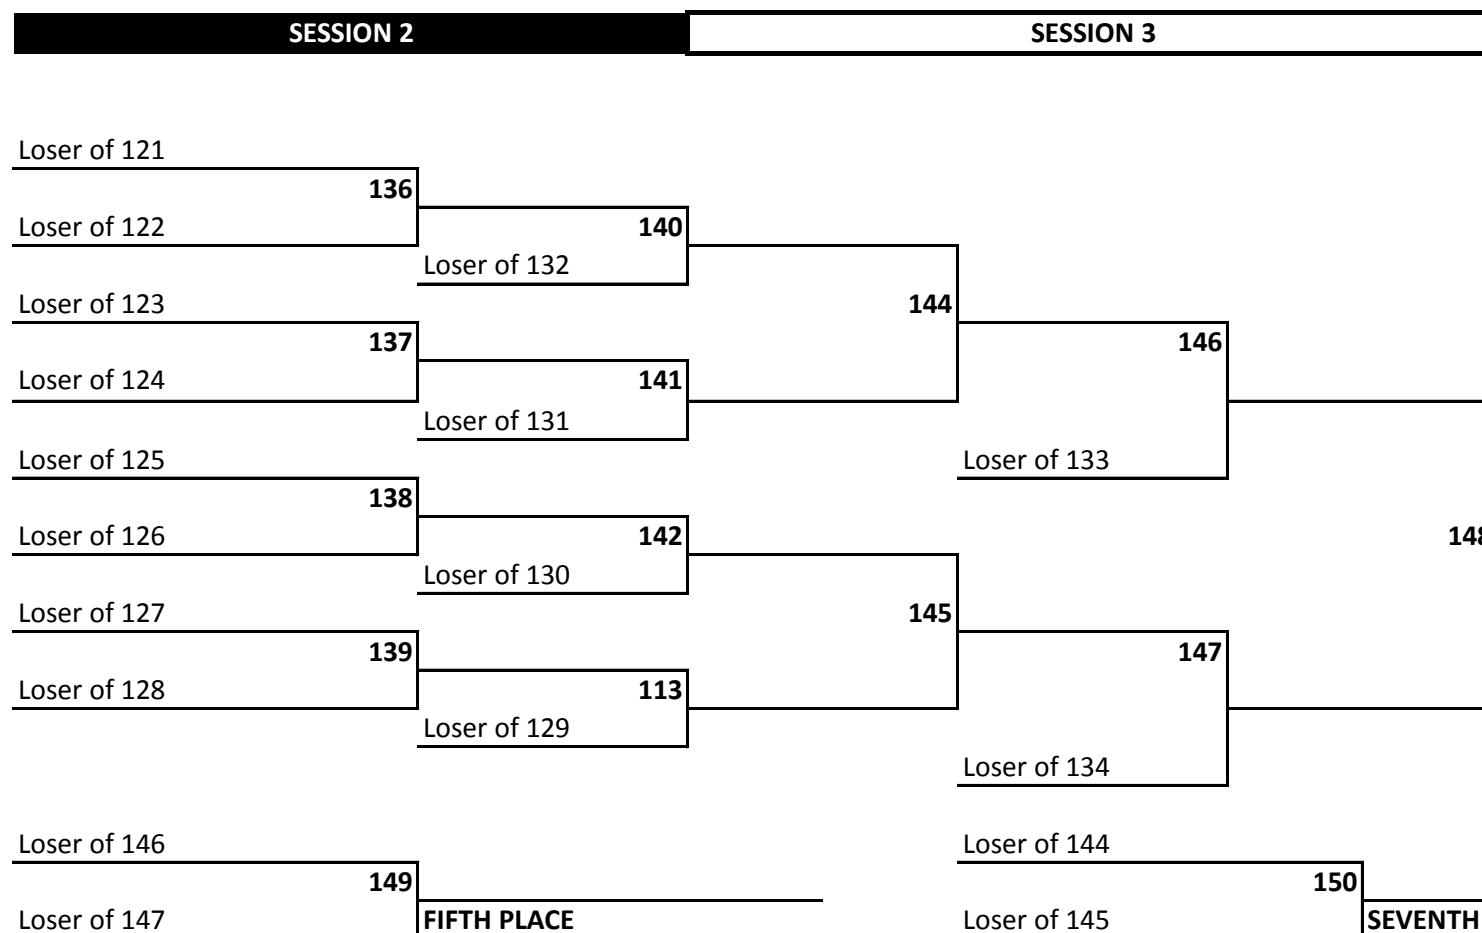 SESSION 2 SESSION 3
Loser of 121
136
Loser of 122 140
Loser of 132
Loser of 123 144
137 146
Loser of 124 141
Loser of 131
Loser of 125 Loser of 133
138
Loser of 126 142 148
Loser of 130
Loser of 127 145
139 147
Loser of 128 113
Loser of 129
Loser of 134
Loser of 146 Loser of 144
149 150
Loser of 147 FIFTH PLACE Loser of 145 SEVENTH